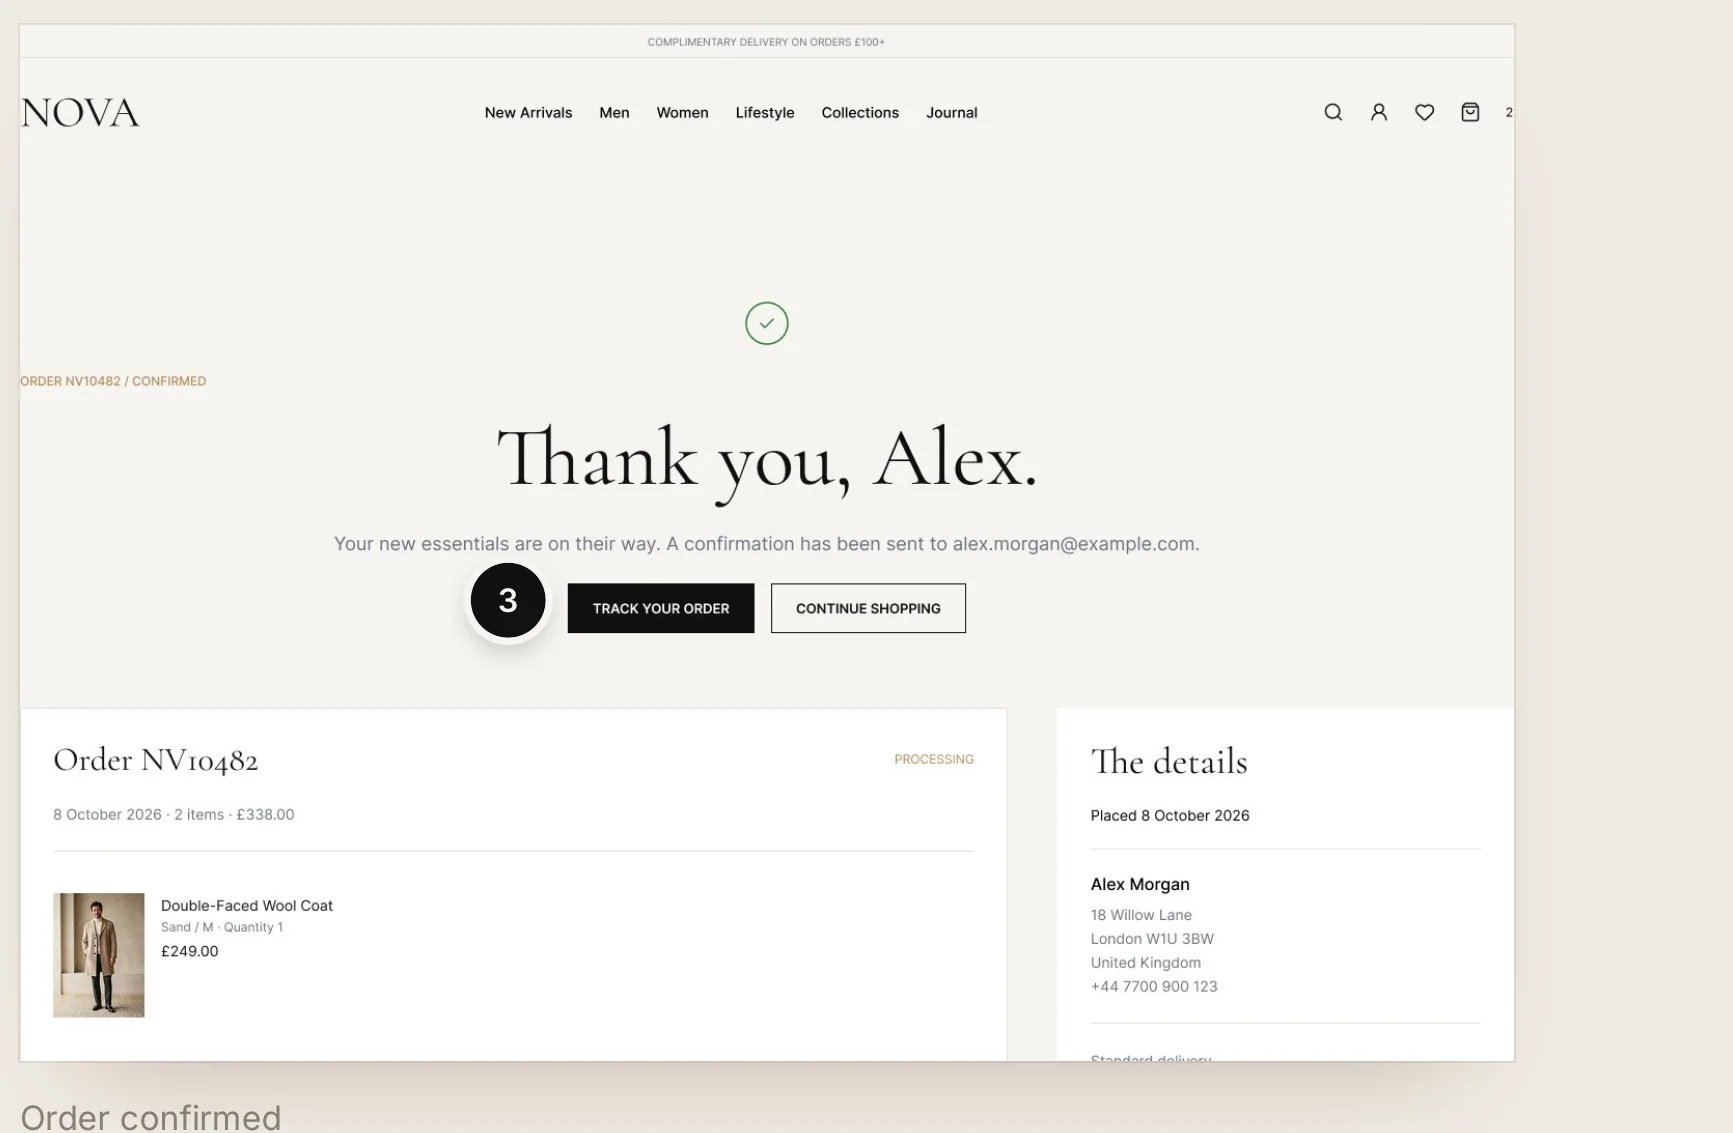 COMPLIMENTARY DELIVERY ON ORDERS £100+
NOVA
New Arrivals Men Women Lifestyle Collections Journal
2
ORDER NV10482 / CONFIRMED
Thank you, Alex.
Your new essentials are on their way. A confirmation has been sent to alex.morgan@example.com.
3
TRACK YOUR ORDER
CONTINUE SHOPPING
Order NV10482
PROCESSING
8 October 2026 · 2 items · £338.00
Double-Faced Wool Coat
Sand / M · Quantity 1
£249.00
The details
Placed 8 October 2026
Alex Morgan
18 Willow Lane
London W1U 3BW
United Kingdom
+44 7700 900 123
Standard delivery
Order confirmed